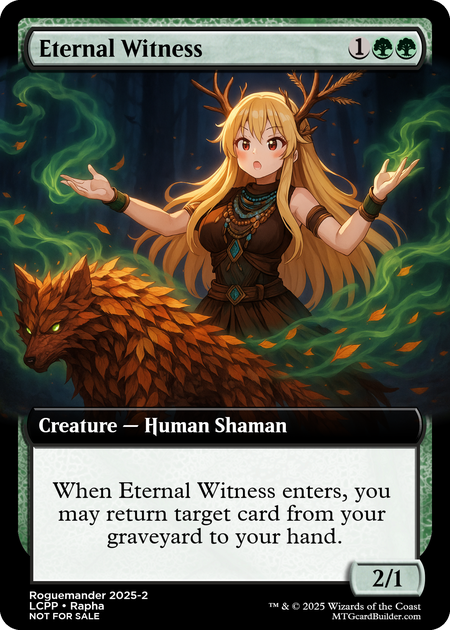 Eternal Witness 1
Creature — Human Shaman
When Eternal Witness enters, you
may return target card from your
graveyard to your hand.
2/1
Roguemander 2025-2
LCPP • Rapha
NOT FOR SALE
™ & © 2025 Wizards of the Coast
MTGcardBuilder.com